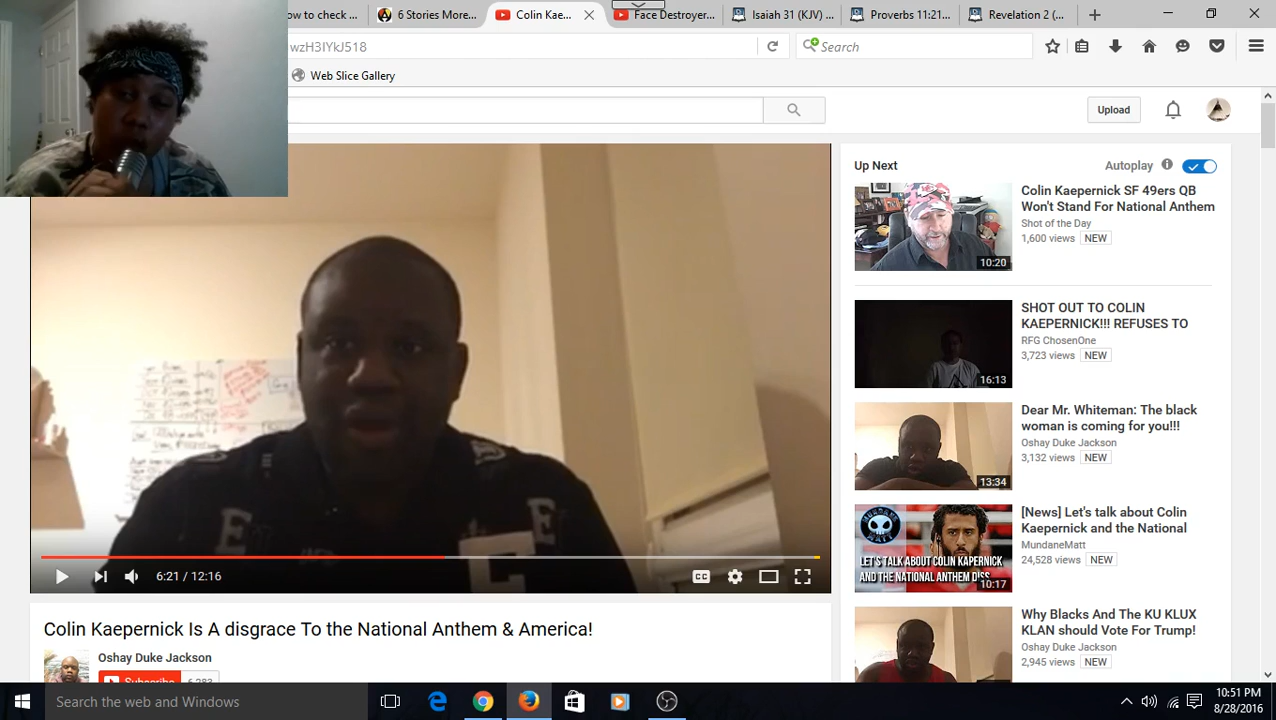 ow to check ...
6 Stories More...
Colin Kae...
Face Destroyer...
Isaiah 31 (KJV) ...
Proverbs 11:21...
Revelation 2 (...
wzH3IYkJ518
Search
Web Slice Gallery
Upload
Up Next
Autoplay
Colin Kaepernick SF 49ers QB
Won't Stand For National Anthem
Shot of the Day
1,600 views NEW
10:20
SHOT OUT TO COLIN
KAEPERNICK!!! REFUSES TO
RFG ChosenOne
3,723 views NEW
16:13
Dear Mr. Whiteman: The black
woman is coming for you!!!
Oshay Duke Jackson
3,132 views NEW
13:34
[News] Let's talk about Colin
Kaepernick and the National
MundaneMatt
24,528 views NEW
LET'S TALK ABOUT COLIN KAPERNICK
AND THE NATIONAL ANTHEM DISS
10:17
Why Blacks And The KU KLUX
KLAN should Vote For Trump!
Oshay Duke Jackson
2,945 views NEW
6:21 / 12:16
CC
Colin Kaepernick Is A disgrace To the National Anthem & America!
Oshay Duke Jackson
Subscribe 6,283
Search the web and Windows
10:51 PM
8/28/2016